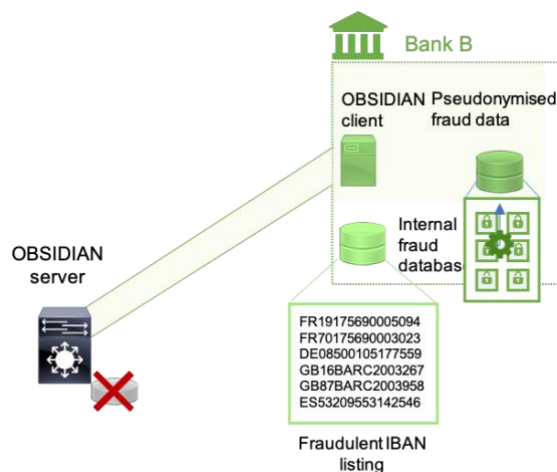 Bank B
OBSIDIAN
client
Pseudonymised
fraud data
Internal
fraud
database
OBSIDIAN
server
FR19175690005094
FR70175690003023
DE08500105177559
GB16BARC2003267
GB87BARC2003958
ES53209553142546
Fraudulent IBAN
listing